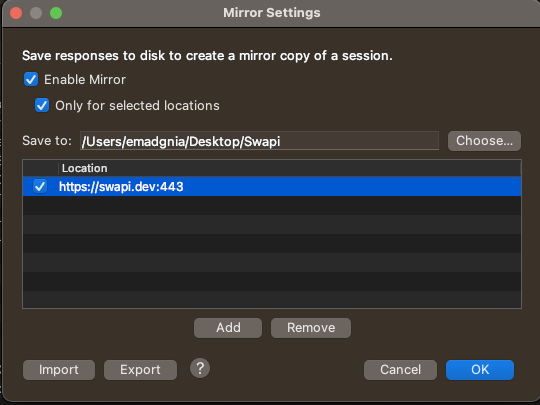 Mirror Settings
Save responses to disk to create a mirror copy of a session.
Enable Mirror
Only for selected locations
Save to: /Users/emadgnia/Desktop/Swapi Choose...
Location
https://swapi.dev:443
Add Remove
Import Export ? Cancel OK